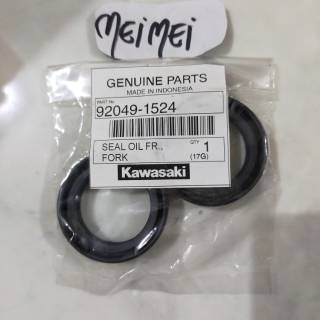 MEIMEI
GENUINE PARTS
MADE IN INDONESIA
PART No.
92049-1524
SEAL OIL FR.,
FORK
QTY
1
(17G)
Kawasaki